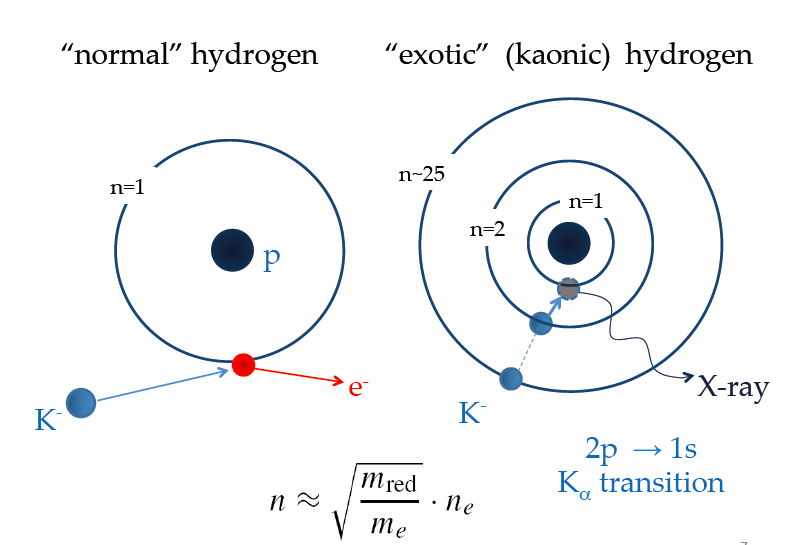 “normal” hydrogen
“exotic” (kaonic) hydrogen
n=1
p
K-
e-
n~25
n=1
n=2
K-
X-ray
2p → 1s
Kα transition
n ≈ √(m_red / m_e) · n_e